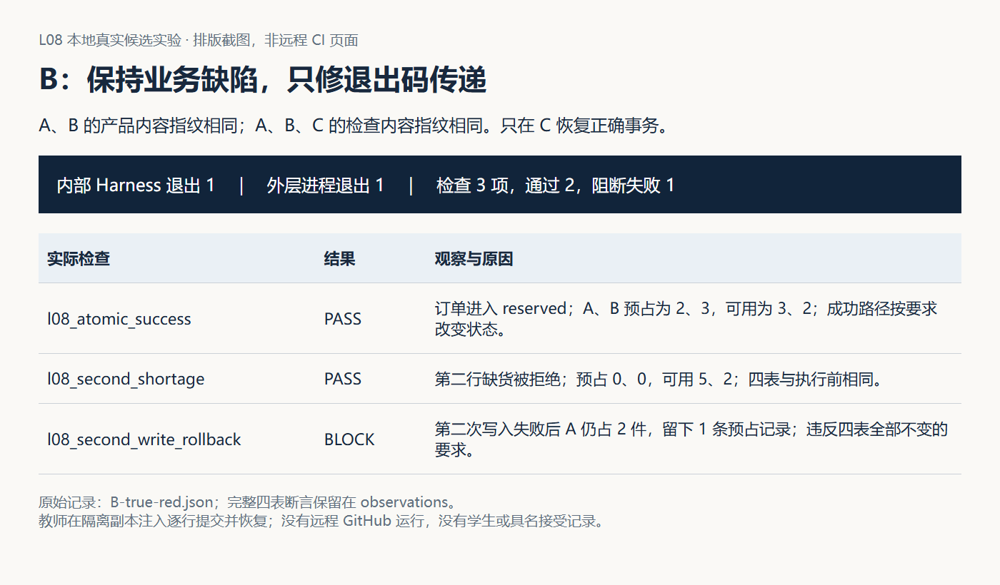 L08 本地真实候选实验 · 排版截图，非远程 CI 页面
B：保持业务缺陷，只修退出码传递
A、B 的产品内容指纹相同；A、B、C 的检查内容指纹相同。只在 C 恢复正确事务。
内部 Harness 退出 1 | 外层进程退出 1 | 检查 3 项，通过 2，阻断失败 1
实际检查 结果 观察与原因
l08_atomic_success PASS 订单进入 reserved；A、B 预占为 2、3，可用为 3、2；成功路径按要求
改变状态。
l08_second_shortage PASS 第二行缺货被拒绝；预占 0、0，可用 5、2；四表与执行前相同。
l08_second_write_rollback BLOCK 第二次写入失败后 A 仍占 2 件，留下 1 条预占记录；违反四表全部不变的
要求。
原始记录：B-true-red.json；完整四表断言保留在 observations。
教师在隔离副本注入逐行提交并恢复；没有远程 GitHub 运行，没有学生或具名接受记录。